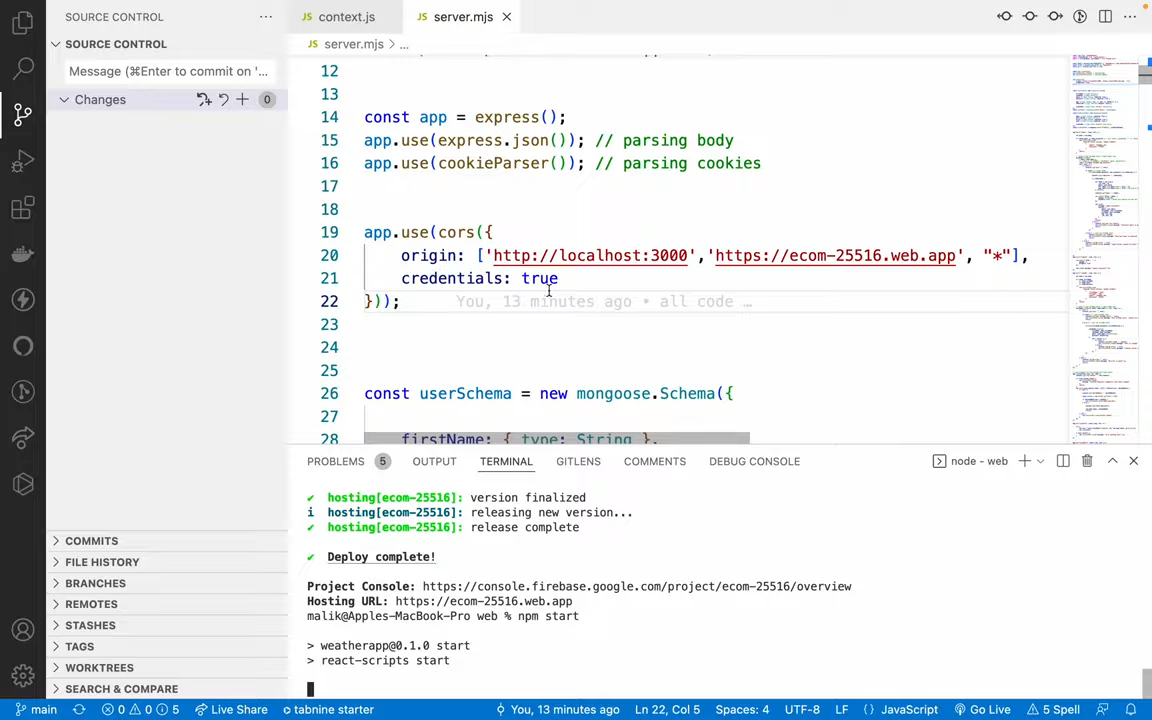 SOURCE CONTROL
SOURCE CONTROL
Message (⌘Enter to commit on '...
Changes 0
COMMITS
FILE HISTORY
BRANCHES
REMOTES
STASHES
TAGS
WORKTREES
SEARCH & COMPARE
JS context.js
JS server.mjs
JS server.mjs > ...
12
13
14 const app = express();
15 app.use(express.json()); // parsing body
16 app.use(cookieParser()); // parsing cookies
17
18
19 app.use(cors({
20 origin: ['http://localhost:3000','https://ecom-25516.web.app', "*"],
21 credentials: true
22 })); You, 13 minutes ago • all code …
23
24
25
26 const userSchema = new mongoose.Schema({
27
28 firstName: { type: String },
PROBLEMS 5 OUTPUT TERMINAL GITLENS COMMENTS DEBUG CONSOLE node - web
✔ hosting[ecom-25516]: version finalized
i hosting[ecom-25516]: releasing new version...
✔ hosting[ecom-25516]: release complete
✔ Deploy complete!
Project Console: https://console.firebase.google.com/project/ecom-25516/overview
Hosting URL: https://ecom-25516.web.app
malik@Apples-MacBook-Pro web % npm start
> weatherapp@0.1.0 start
> react-scripts start
main 0 0 5 Live Share tabnine starter You, 13 minutes ago Ln 22, Col 5 Spaces: 4 UTF-8 LF {} JavaScript Go Live 5 Spell